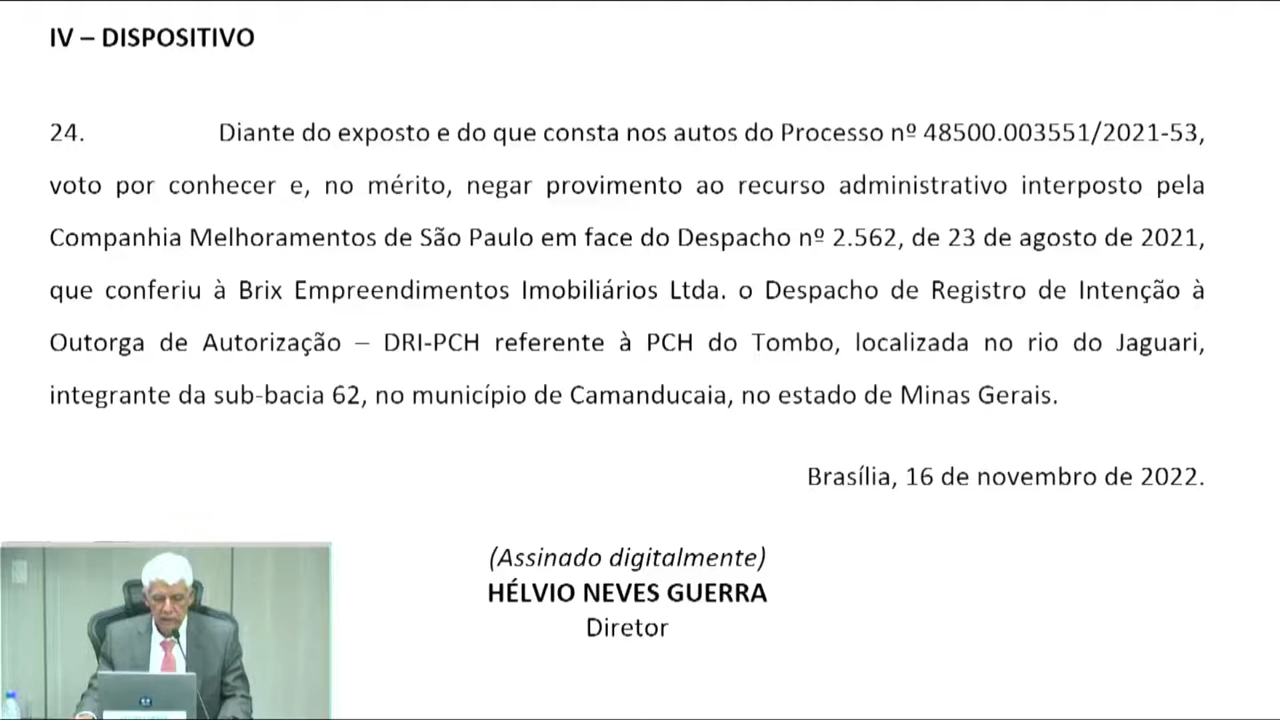 IV – DISPOSITIVO
24. Diante do exposto e do que consta nos autos do Processo nº 48500.003551/2021-53,
voto por conhecer e, no mérito, negar provimento ao recurso administrativo interposto pela
Companhia Melhoramentos de São Paulo em face do Despacho nº 2.562, de 23 de agosto de 2021,
que conferiu à Brix Empreendimentos Imobiliários Ltda. o Despacho de Registro de Intenção à
Outorga de Autorização – DRI-PCH referente à PCH do Tombo, localizada no rio do Jaguari,
integrante da sub-bacia 62, no município de Camanducaia, no estado de Minas Gerais.
Brasília, 16 de novembro de 2022.
(Assinado digitalmente)
HÉLVIO NEVES GUERRA
Diretor